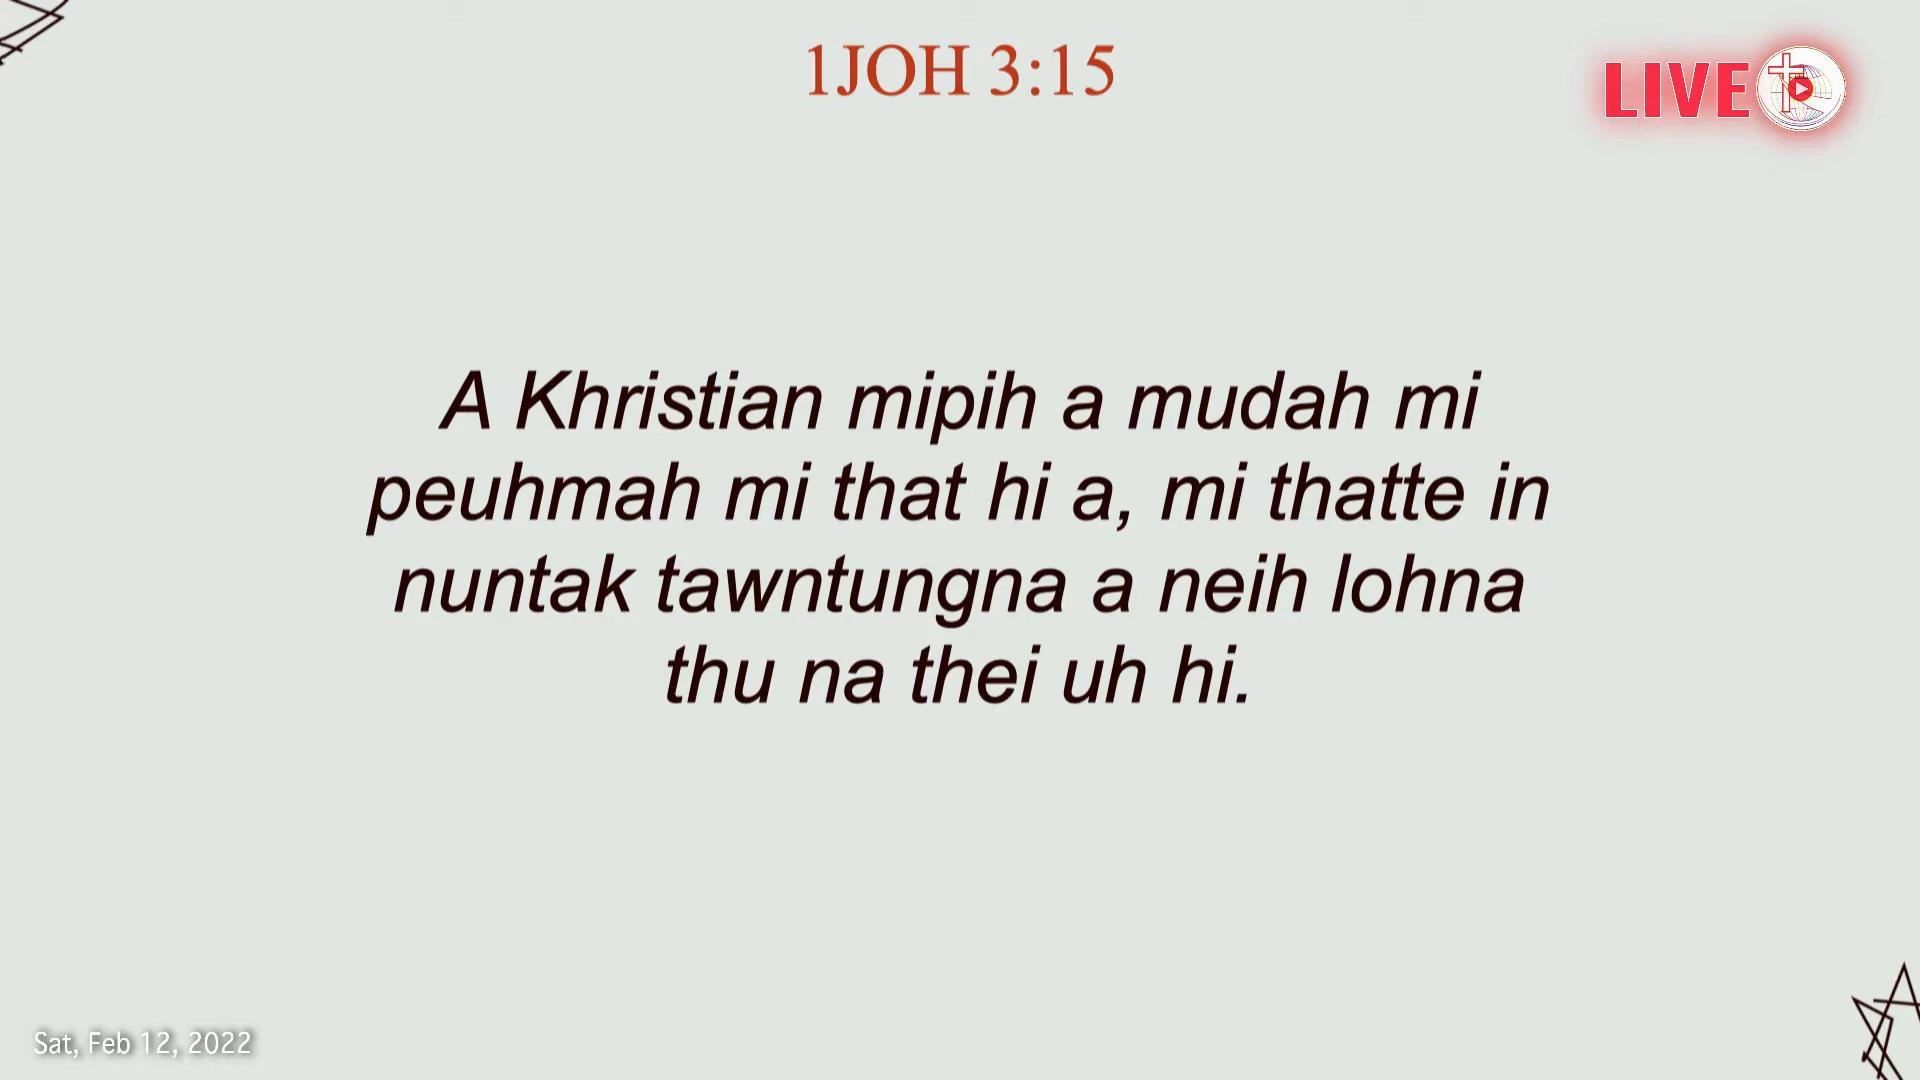 1JOH 3:15
LIVE
A Khristian mipih a mudah mi
peuhmah mi that hi a, mi thatte in
nuntak tawntungna a neih lohna
thu na thei uh hi.
Sat, Feb 12, 2022